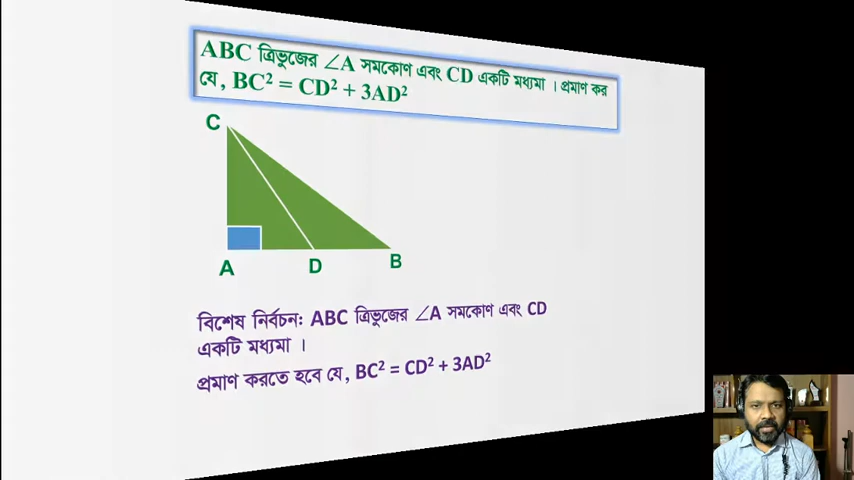 ABC ত্রিভুজের ∠A সমকোণ এবং CD একটি মধ্যমা । প্রমাণ কর
যে, BC² = CD² + 3AD²
C
A
D
B
বিশেষ নির্বচন: ABC ত্রিভুজের ∠A সমকোণ এবং CD
একটি মধ্যমা ।
প্রমাণ করতে হবে যে, BC² = CD² + 3AD²